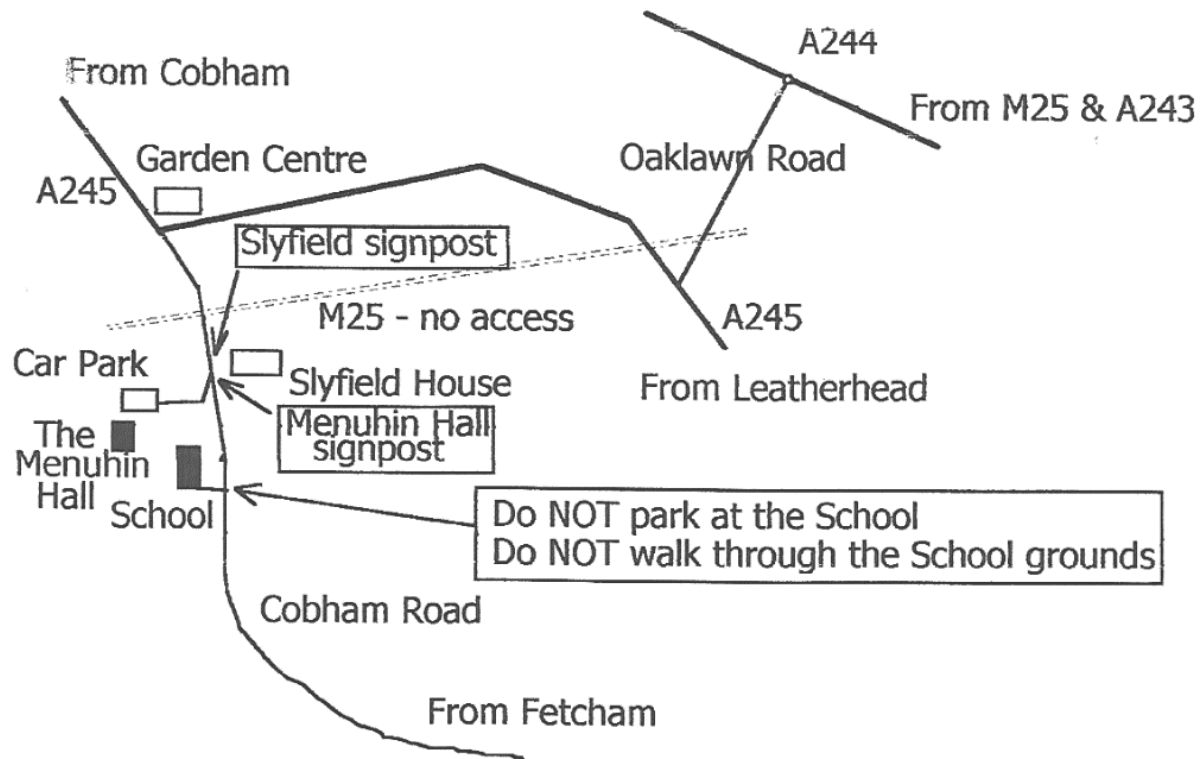 A244
From Cobham
From M25 & A243
Garden Centre
Oaklawn Road
A245
Slyfield signpost
M25 - no access
A245
Car Park
Slyfield House
From Leatherhead
Menuhin Hall
signpost
The
Menuhin
Hall
School
Do NOT park at the School
Do NOT walk through the School grounds
Cobham Road
From Fetcham